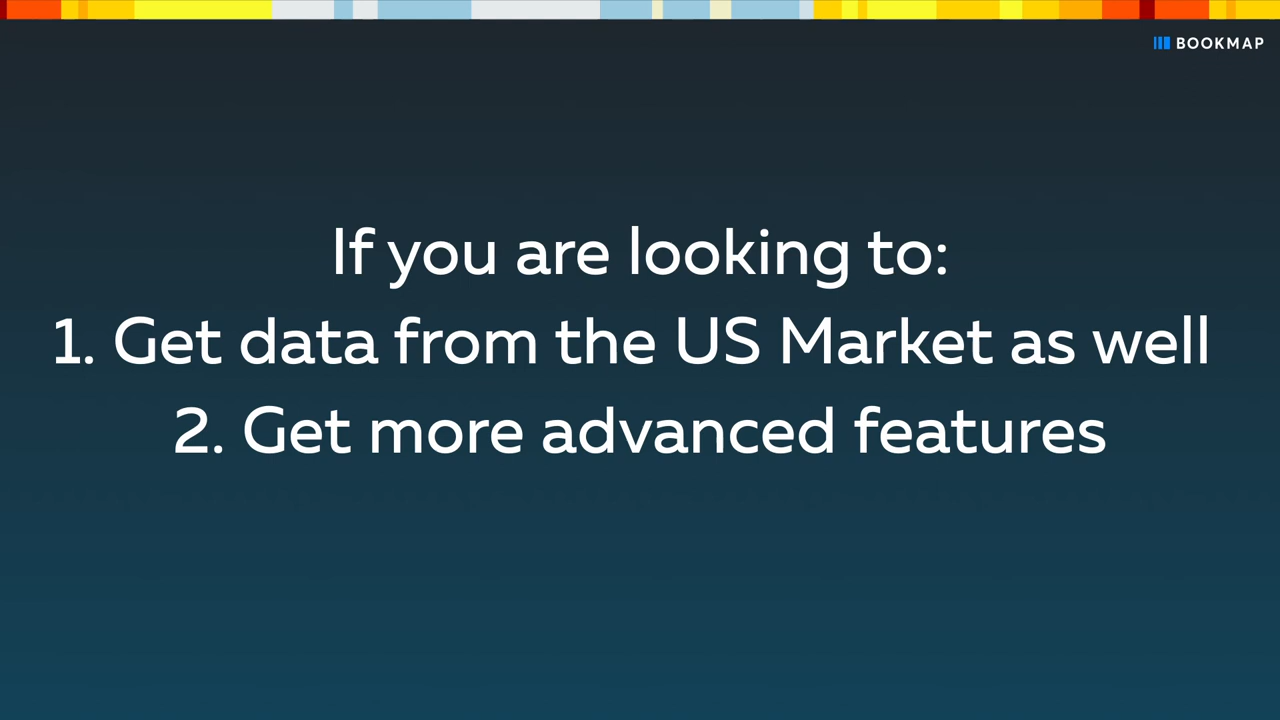 BOOKMAP
If you are looking to:
1. Get data from the US Market as well
2. Get more advanced features